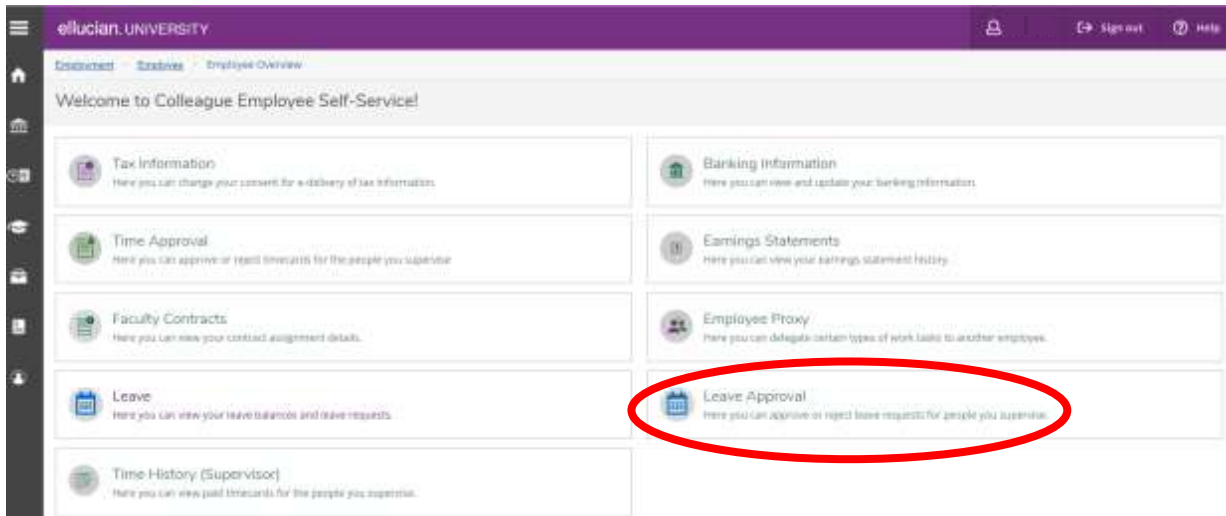 ellucian. UNIVERSITY
Sign out
Help
Employment Employee Employee Overview
Welcome to Colleague Employee Self-Service!
Tax Information
Here you can change your consent for e-delivery of tax information.
Banking Information
Here you can view and update your banking information.
Time Approval
Here you can approve or reject timecards for the people you supervise
Earnings Statements
Here you can view your earnings statement history.
Faculty Contracts
Here you can view your contract assignment details.
Employee Proxy
Here you can delegate certain types of work tasks to another employee.
Leave
Here you can view your leave balances and leave requests.
Leave Approval
Here you can approve or reject leave requests for people you supervise.
Time History (Supervisor)
Here you can view paid timecards for the people you supervise.